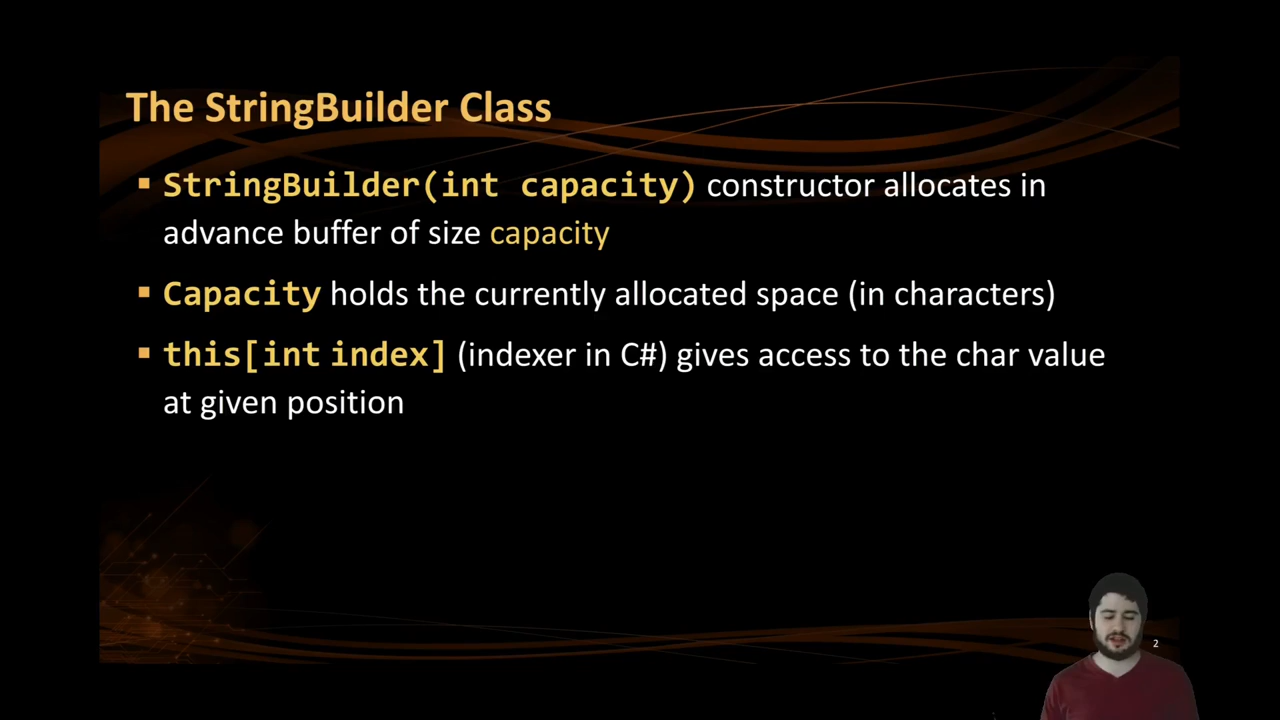 The StringBuilder Class
▪ StringBuilder(int capacity) constructor allocates in
advance buffer of size capacity
▪ Capacity holds the currently allocated space (in characters)
▪ this[int index] (indexer in C#) gives access to the char value
at given position
2